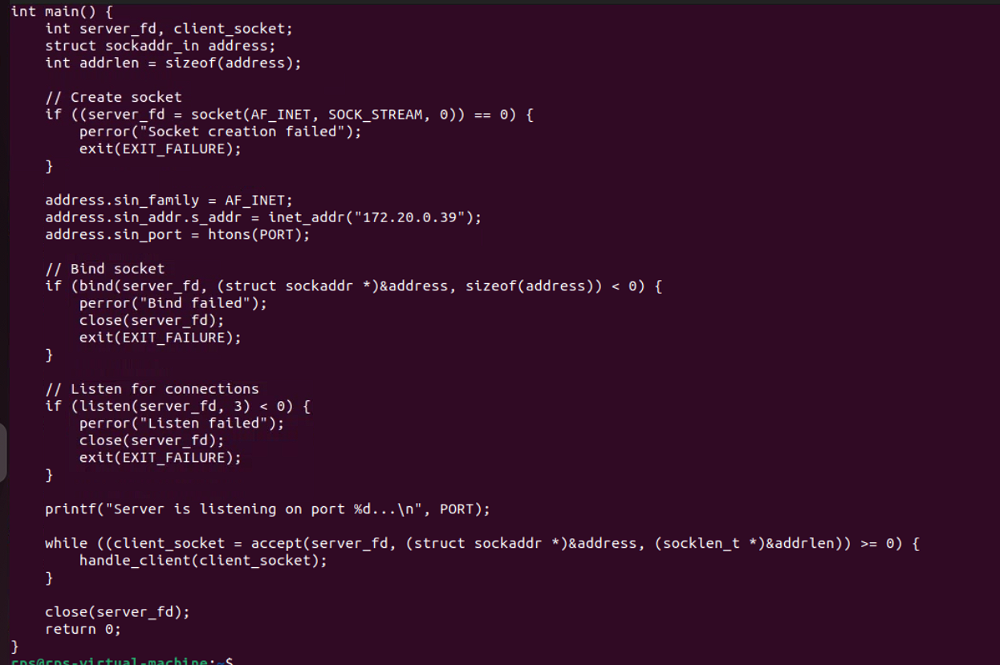 int main() {
    int server_fd, client_socket;
    struct sockaddr_in address;
    int addrlen = sizeof(address);

    // Create socket
    if ((server_fd = socket(AF_INET, SOCK_STREAM, 0)) == 0) {
        perror("Socket creation failed");
        exit(EXIT_FAILURE);
    }

    address.sin_family = AF_INET;
    address.sin_addr.s_addr = inet_addr("172.20.0.39");
    address.sin_port = htons(PORT);

    // Bind socket
    if (bind(server_fd, (struct sockaddr *)&address, sizeof(address)) < 0) {
        perror("Bind failed");
        close(server_fd);
        exit(EXIT_FAILURE);
    }

    // Listen for connections
    if (listen(server_fd, 3) < 0) {
        perror("Listen failed");
        close(server_fd);
        exit(EXIT_FAILURE);
    }

    printf("Server is listening on port %d...\n", PORT);

    while ((client_socket = accept(server_fd, (struct sockaddr *)&address, (socklen_t *)&addrlen)) >= 0) {
        handle_client(client_socket);
    }

    close(server_fd);
    return 0;
}
rps@rps-virtual-machine:~$